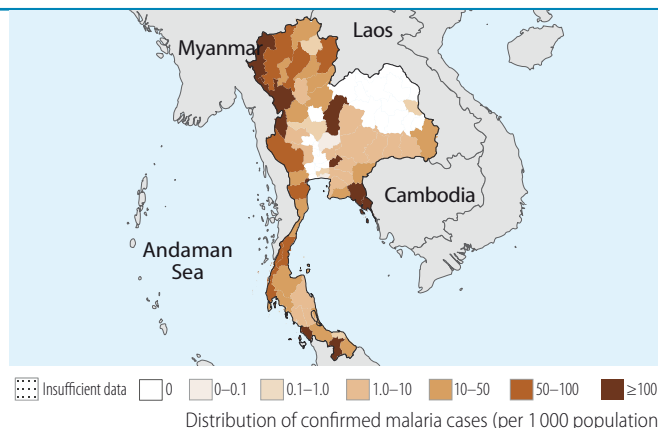 Laos
Myanmar
Cambodia
Andaman
Sea
Insufficient data 0 0–0.1 0.1–1.0 1.0–10 10–50 50–100 ≥100
Distribution of confirmed malaria cases (per 1 000 population